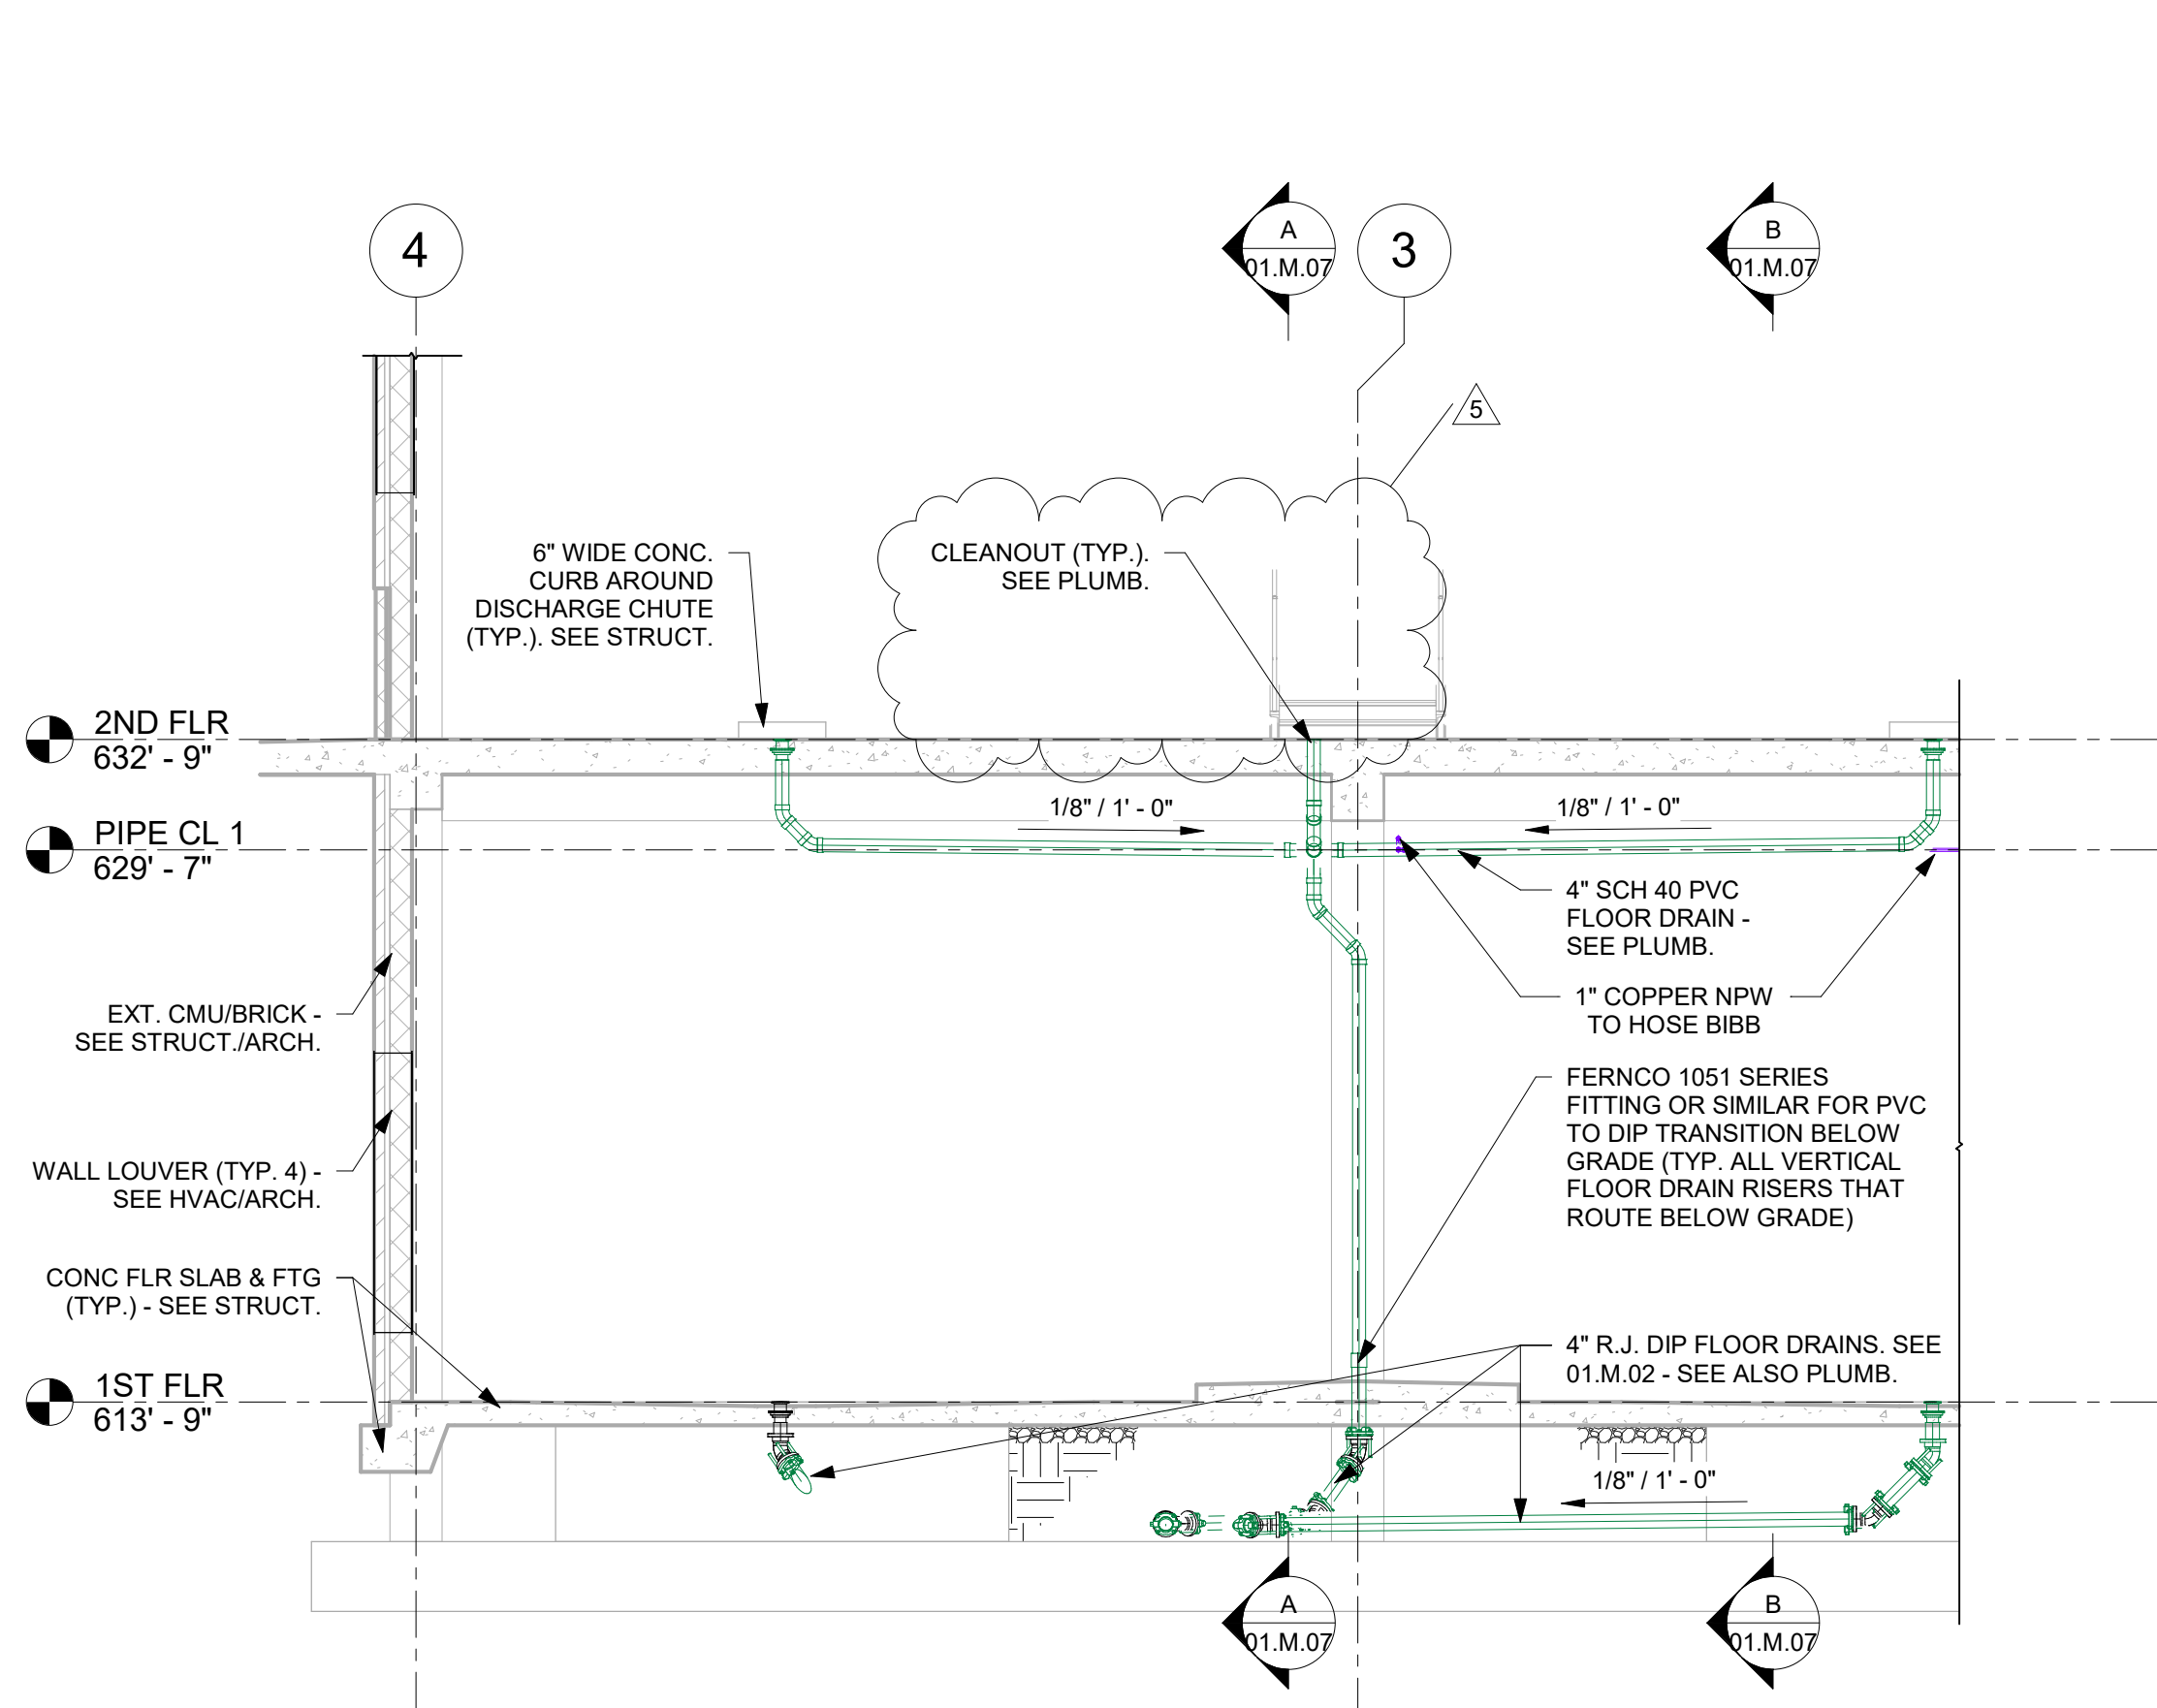 4
A
01.M.07
3
B
01.M.07
5
6" WIDE CONC.
CURB AROUND
DISCHARGE CHUTE
(TYP.). SEE STRUCT.
CLEANOUT (TYP.).
SEE PLUMB.
2ND FLR
632' - 9"
PIPE CL 1
629' - 7"
1/8" / 1' - 0"
1/8" / 1' - 0"
4" SCH 40 PVC
FLOOR DRAIN -
SEE PLUMB.
1" COPPER NPW
TO HOSE BIBB
EXT. CMU/BRICK -
SEE STRUCT./ARCH.
FERNCO 1051 SERIES
FITTING OR SIMILAR FOR PVC
TO DIP TRANSITION BELOW
GRADE (TYP. ALL VERTICAL
FLOOR DRAIN RISERS THAT
ROUTE BELOW GRADE)
WALL LOUVER (TYP. 4) -
SEE HVAC/ARCH.
CONC FLR SLAB & FTG
(TYP.) - SEE STRUCT.
4" R.J. DIP FLOOR DRAINS. SEE
01.M.02 - SEE ALSO PLUMB.
1ST FLR
613' - 9"
1/8" / 1' - 0"
A
01.M.07
B
01.M.07